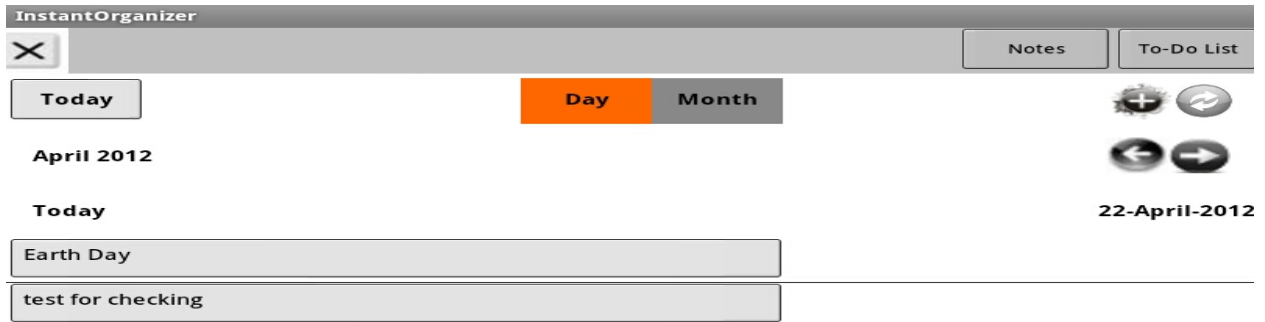 InstantOrganizer
Notes To-Do List
Today Day Month
April 2012
Today 22-April-2012
Earth Day
test for checking